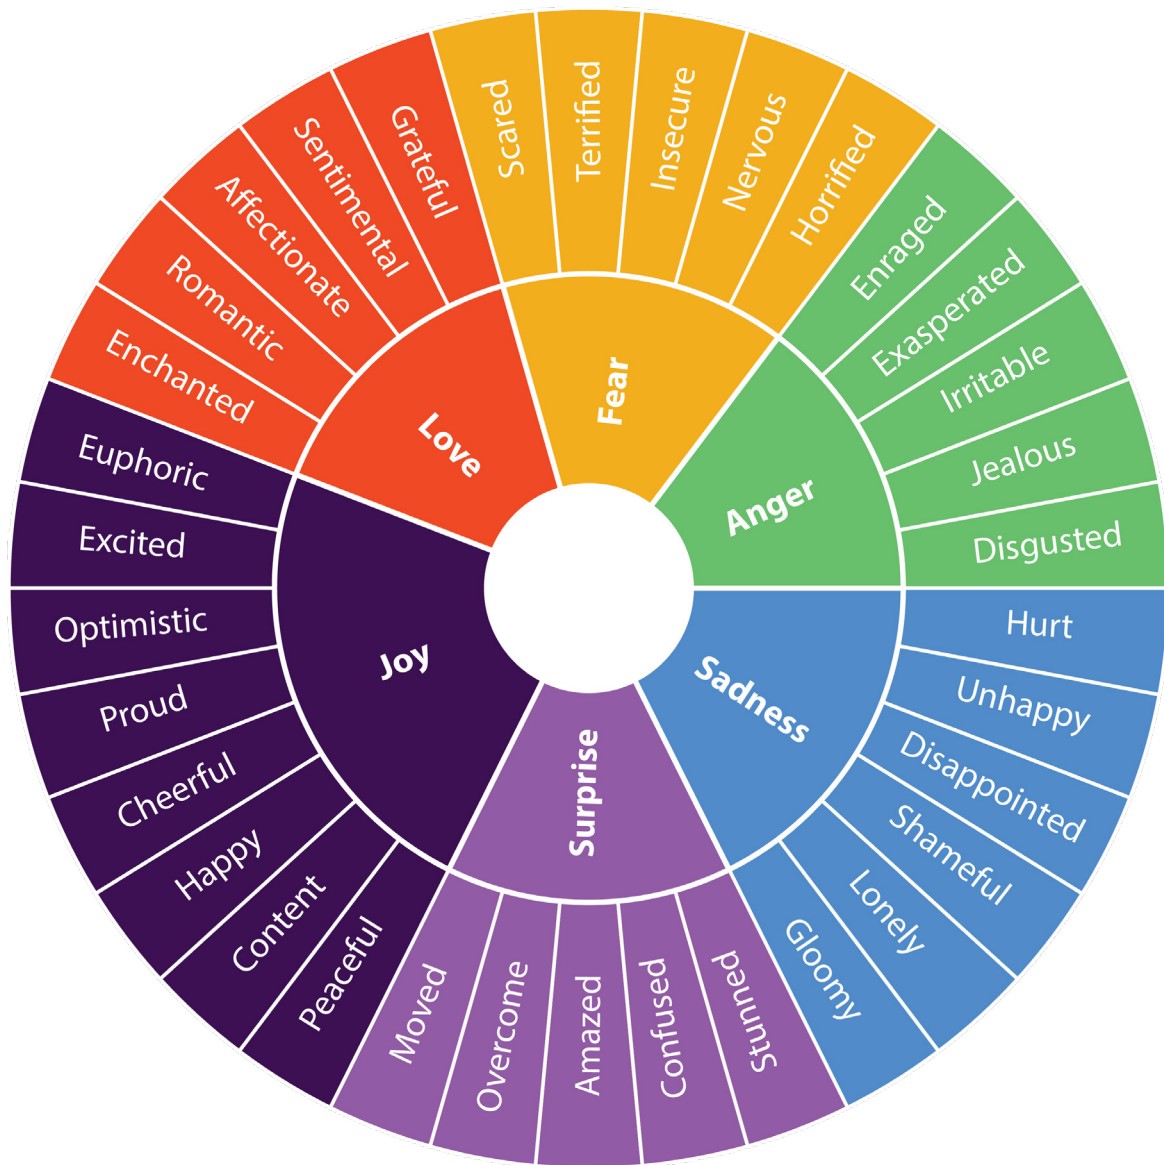 Fear
Scared
Terrified
Insecure
Nervous
Horrified
Anger
Enraged
Exasperated
Irritable
Jealous
Disgusted
Sadness
Hurt
Unhappy
Disappointed
Shameful
Lonely
Gloomy
Surprise
Stunned
Confused
Amazed
Overcome
Moved
Joy
Peaceful
Content
Happy
Cheerful
Proud
Optimistic
Excited
Euphoric
Love
Enchanted
Romantic
Affectionate
Sentimental
Grateful